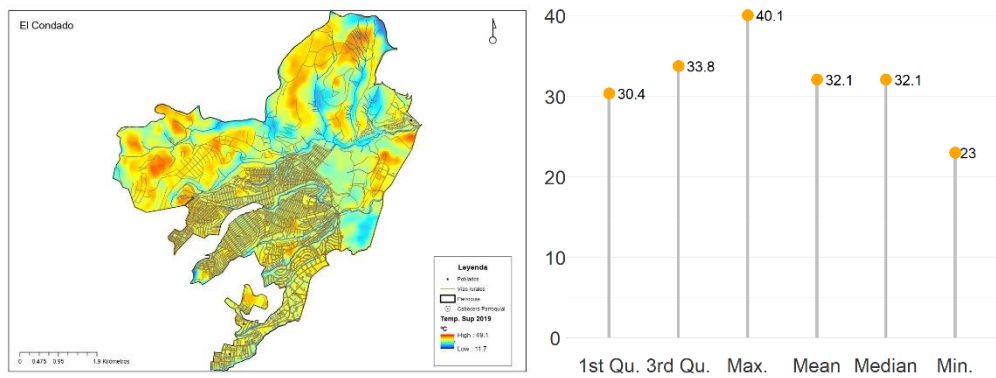 El Condado
Leyenda
Poblados
Vías rurales
Parroquia
Cabecera Parroquial
Temp. Sup 2019
°C
High : 49.1
Low : 11.7
0 0.475 0.95 1.9 Kilómetros
40
30
20
10
0
30.4
33.8
40.1
32.1
32.1
23
1st Qu. 3rd Qu. Max. Mean Median Min.